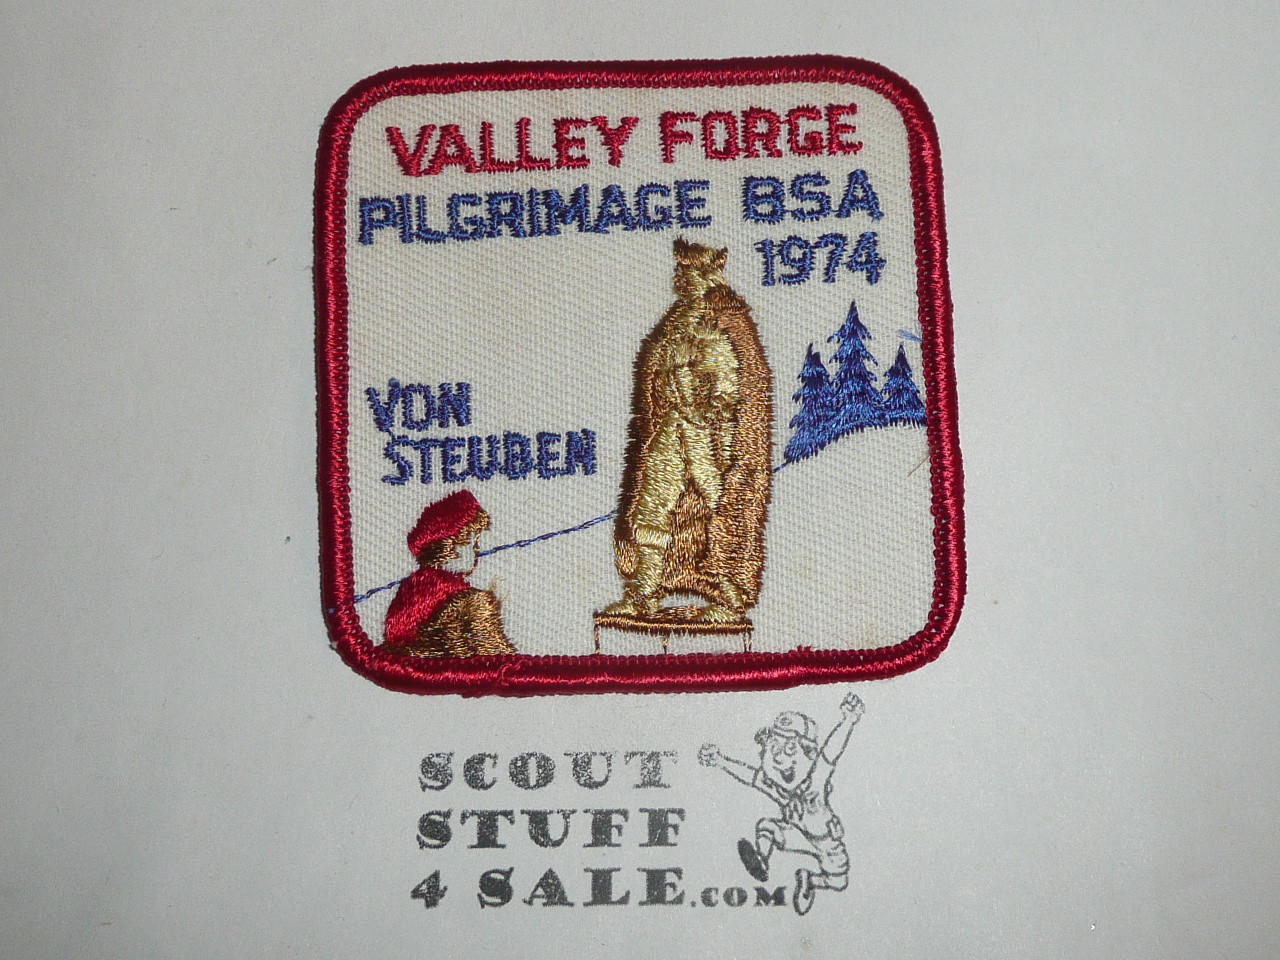 VALLEY FORGE
PILGRIMAGE BSA
1974
VON
STEUBEN
SCOUT
STUFF
4 SALE.COM